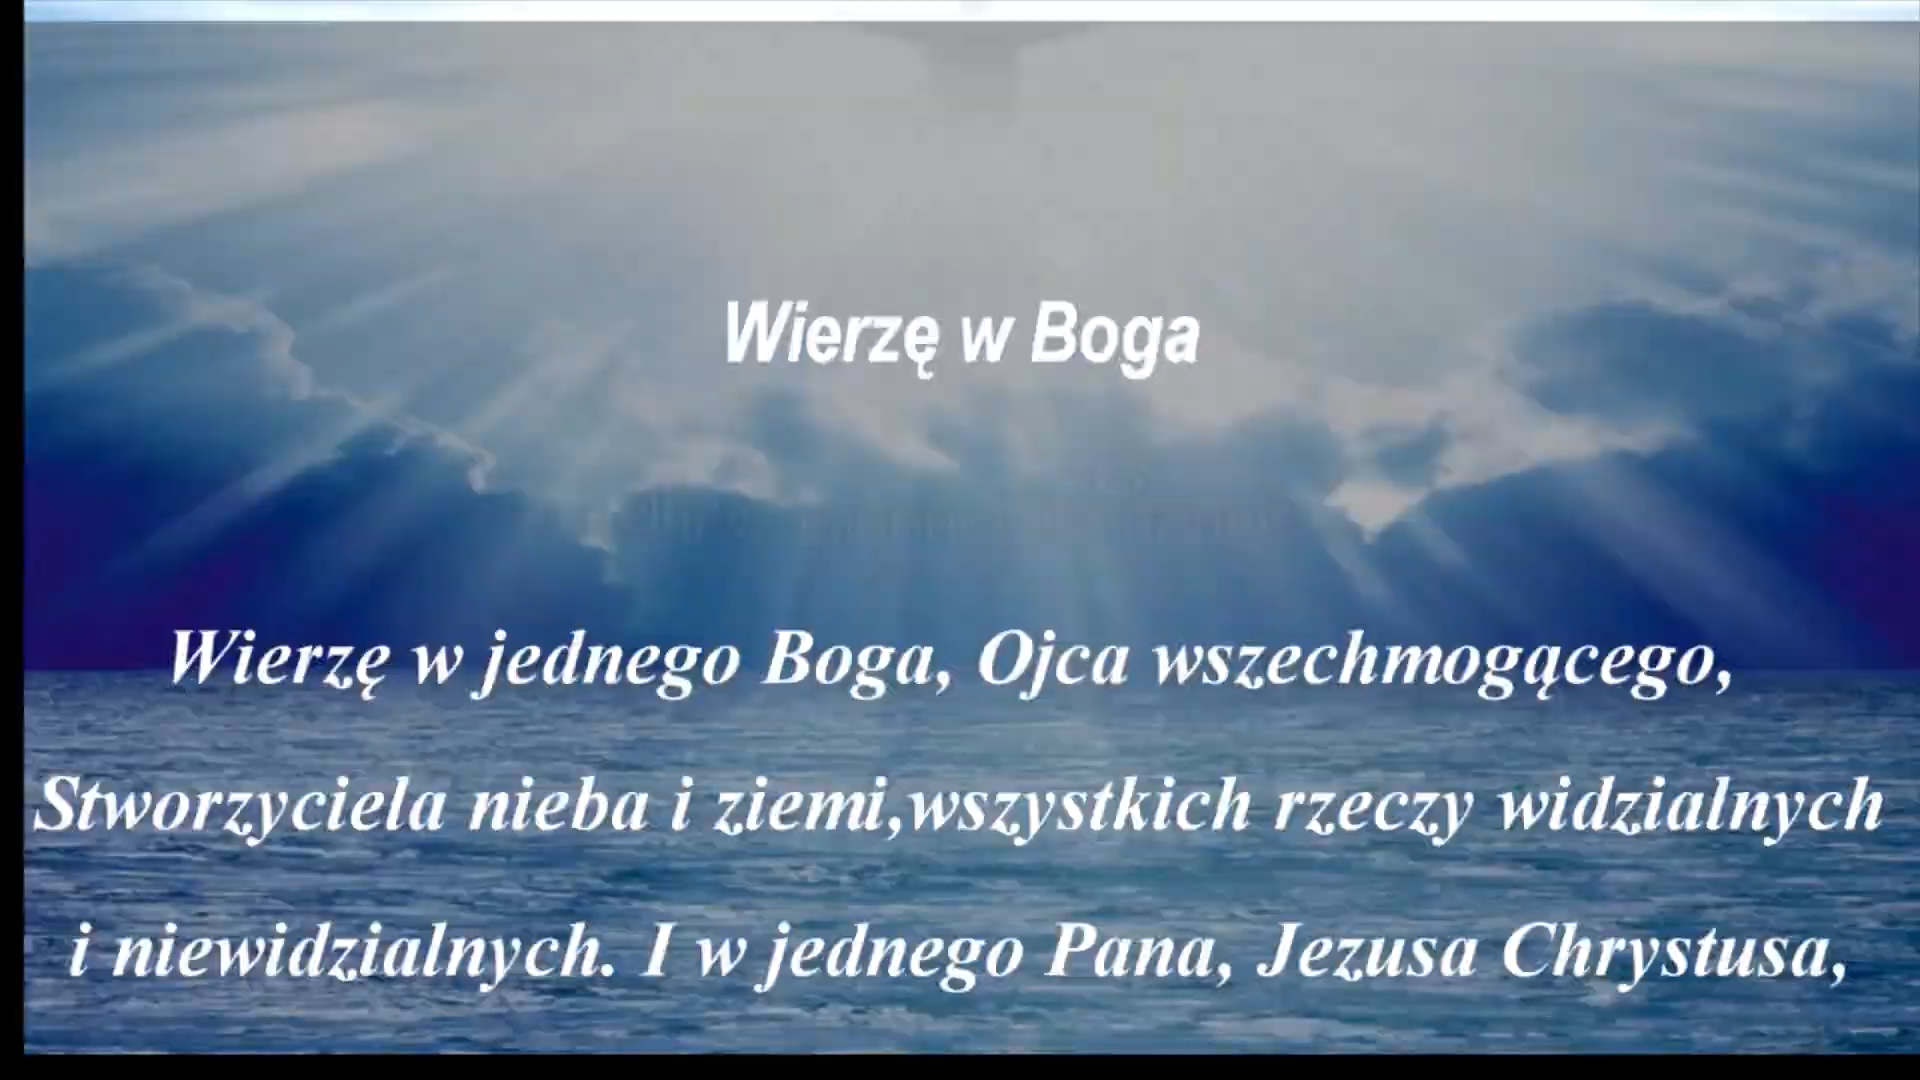 Wierzę w Boga
Wierzę w jednego Boga, Ojca wszechmogącego,
Stworzyciela nieba i ziemi,wszystkich rzeczy widzialnych
i niewidzialnych. I w jednego Pana, Jezusa Chrystusa,